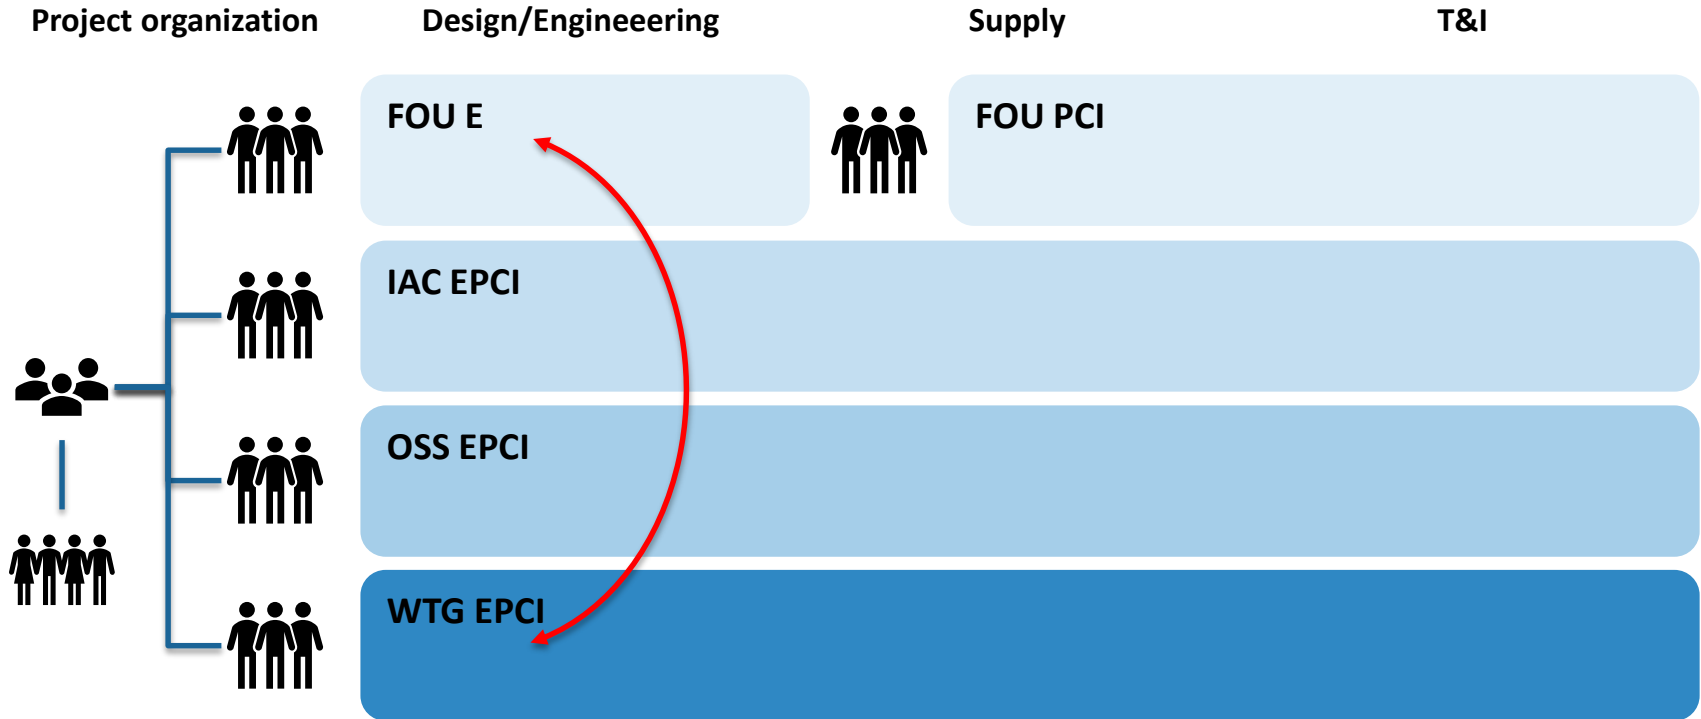 Project organization
Design/Engineeering
Supply
T&I
FOU E
FOU PCI
IAC EPCI
OSS EPCI
WTG EPCI